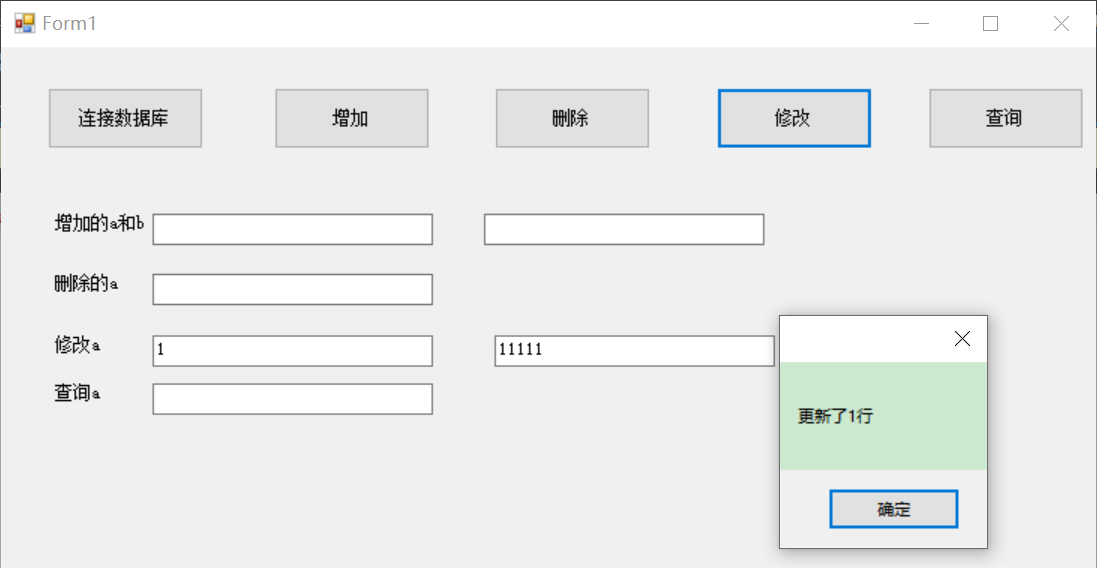 Form1
连接数据库
增加
删除
修改
查询
增加的a和b
删除的a
修改a
1
11111
查询a
更新了1行
确定